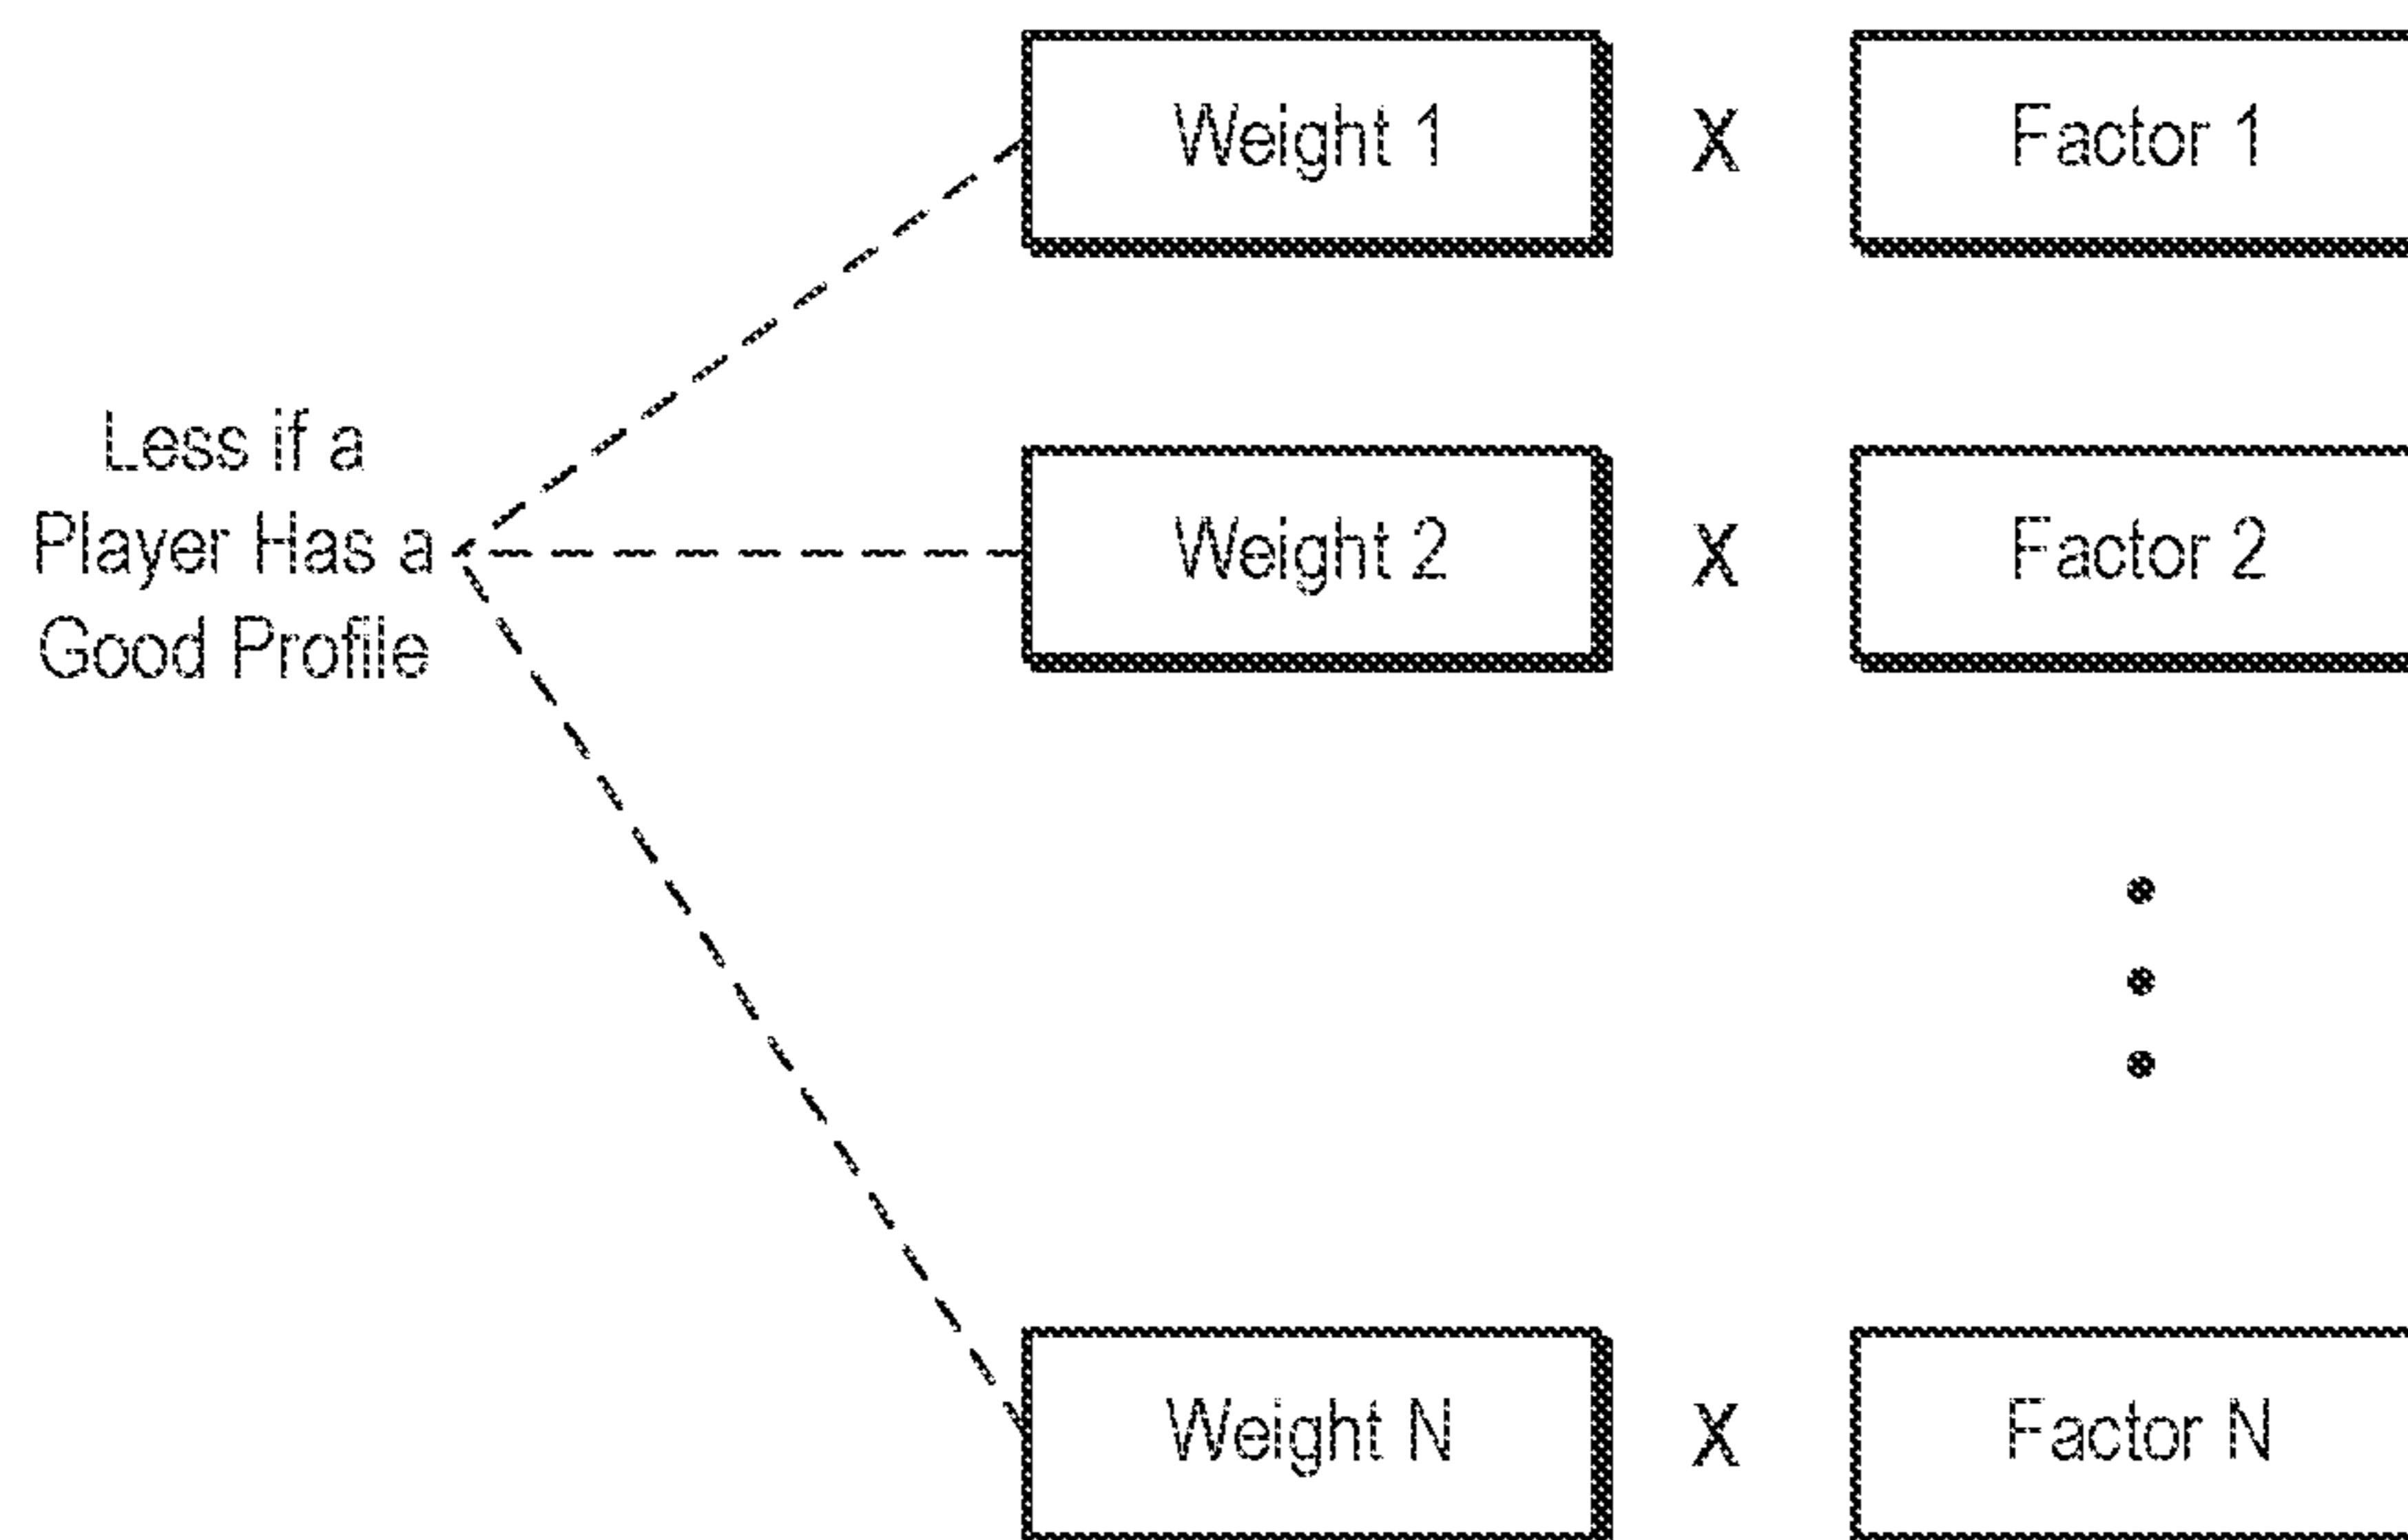 Weight 1 X Factor 1
Less if a
Player Has a
Good Profile
Weight 2 X Factor 2
Weight N X Factor N